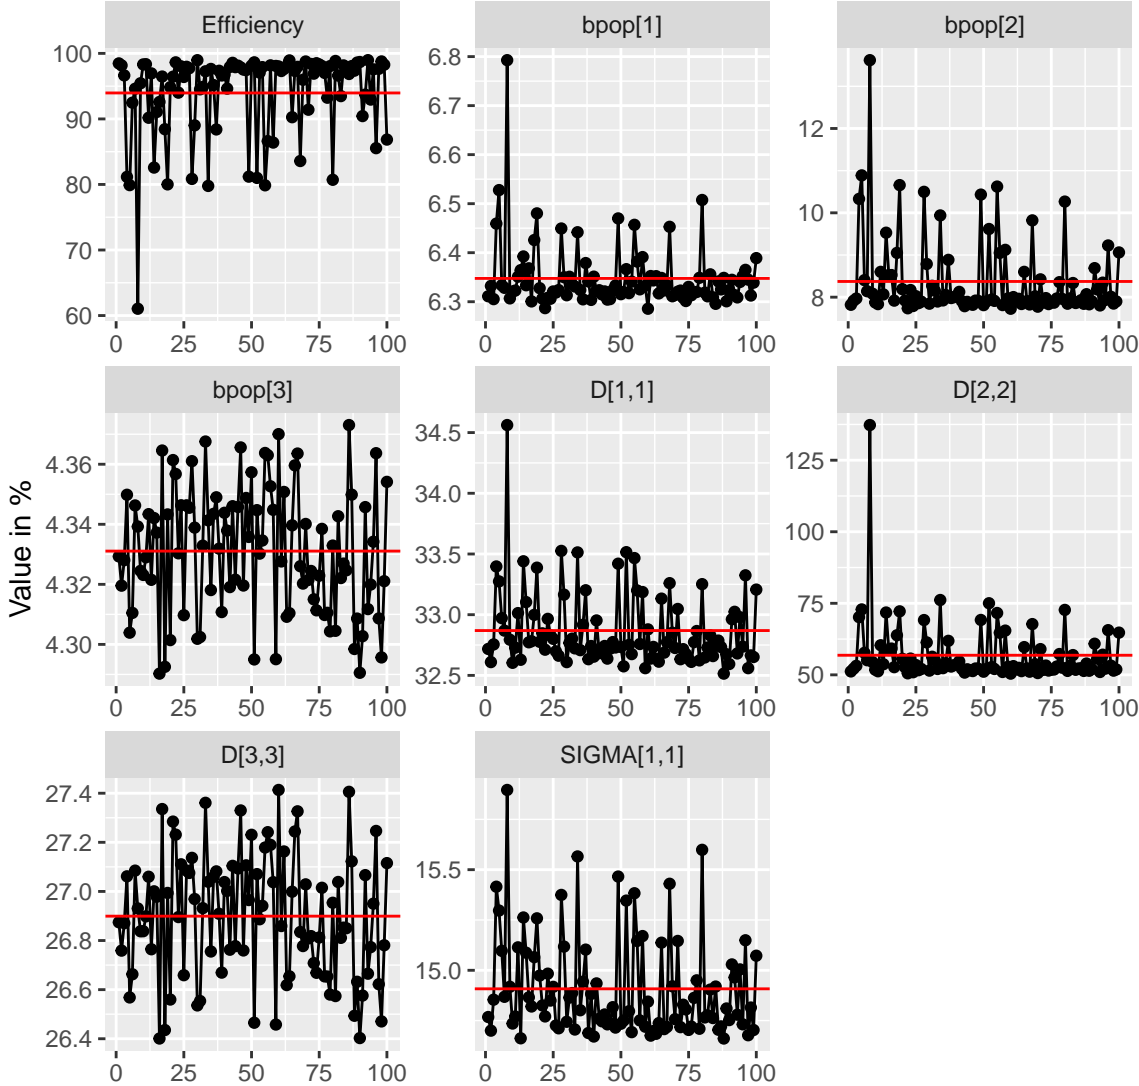 Efficiency
bpop[1]
bpop[2]
100
90
80
70
60
0 25 50 75 100
6.8
6.7
6.6
6.5
6.4
6.3
0 25 50 75 100
12
10
8
0 25 50 75 100
bpop[3]
D[1,1]
D[2,2]
Value in %
4.36
4.34
4.32
4.30
0 25 50 75 100
34.5
34.0
33.5
33.0
32.5
0 25 50 75 100
125
100
75
50
0 25 50 75 100
D[3,3]
SIGMA[1,1]
27.4
27.2
27.0
26.8
26.6
26.4
0 25 50 75 100
15.5
15.0
0 25 50 75 100